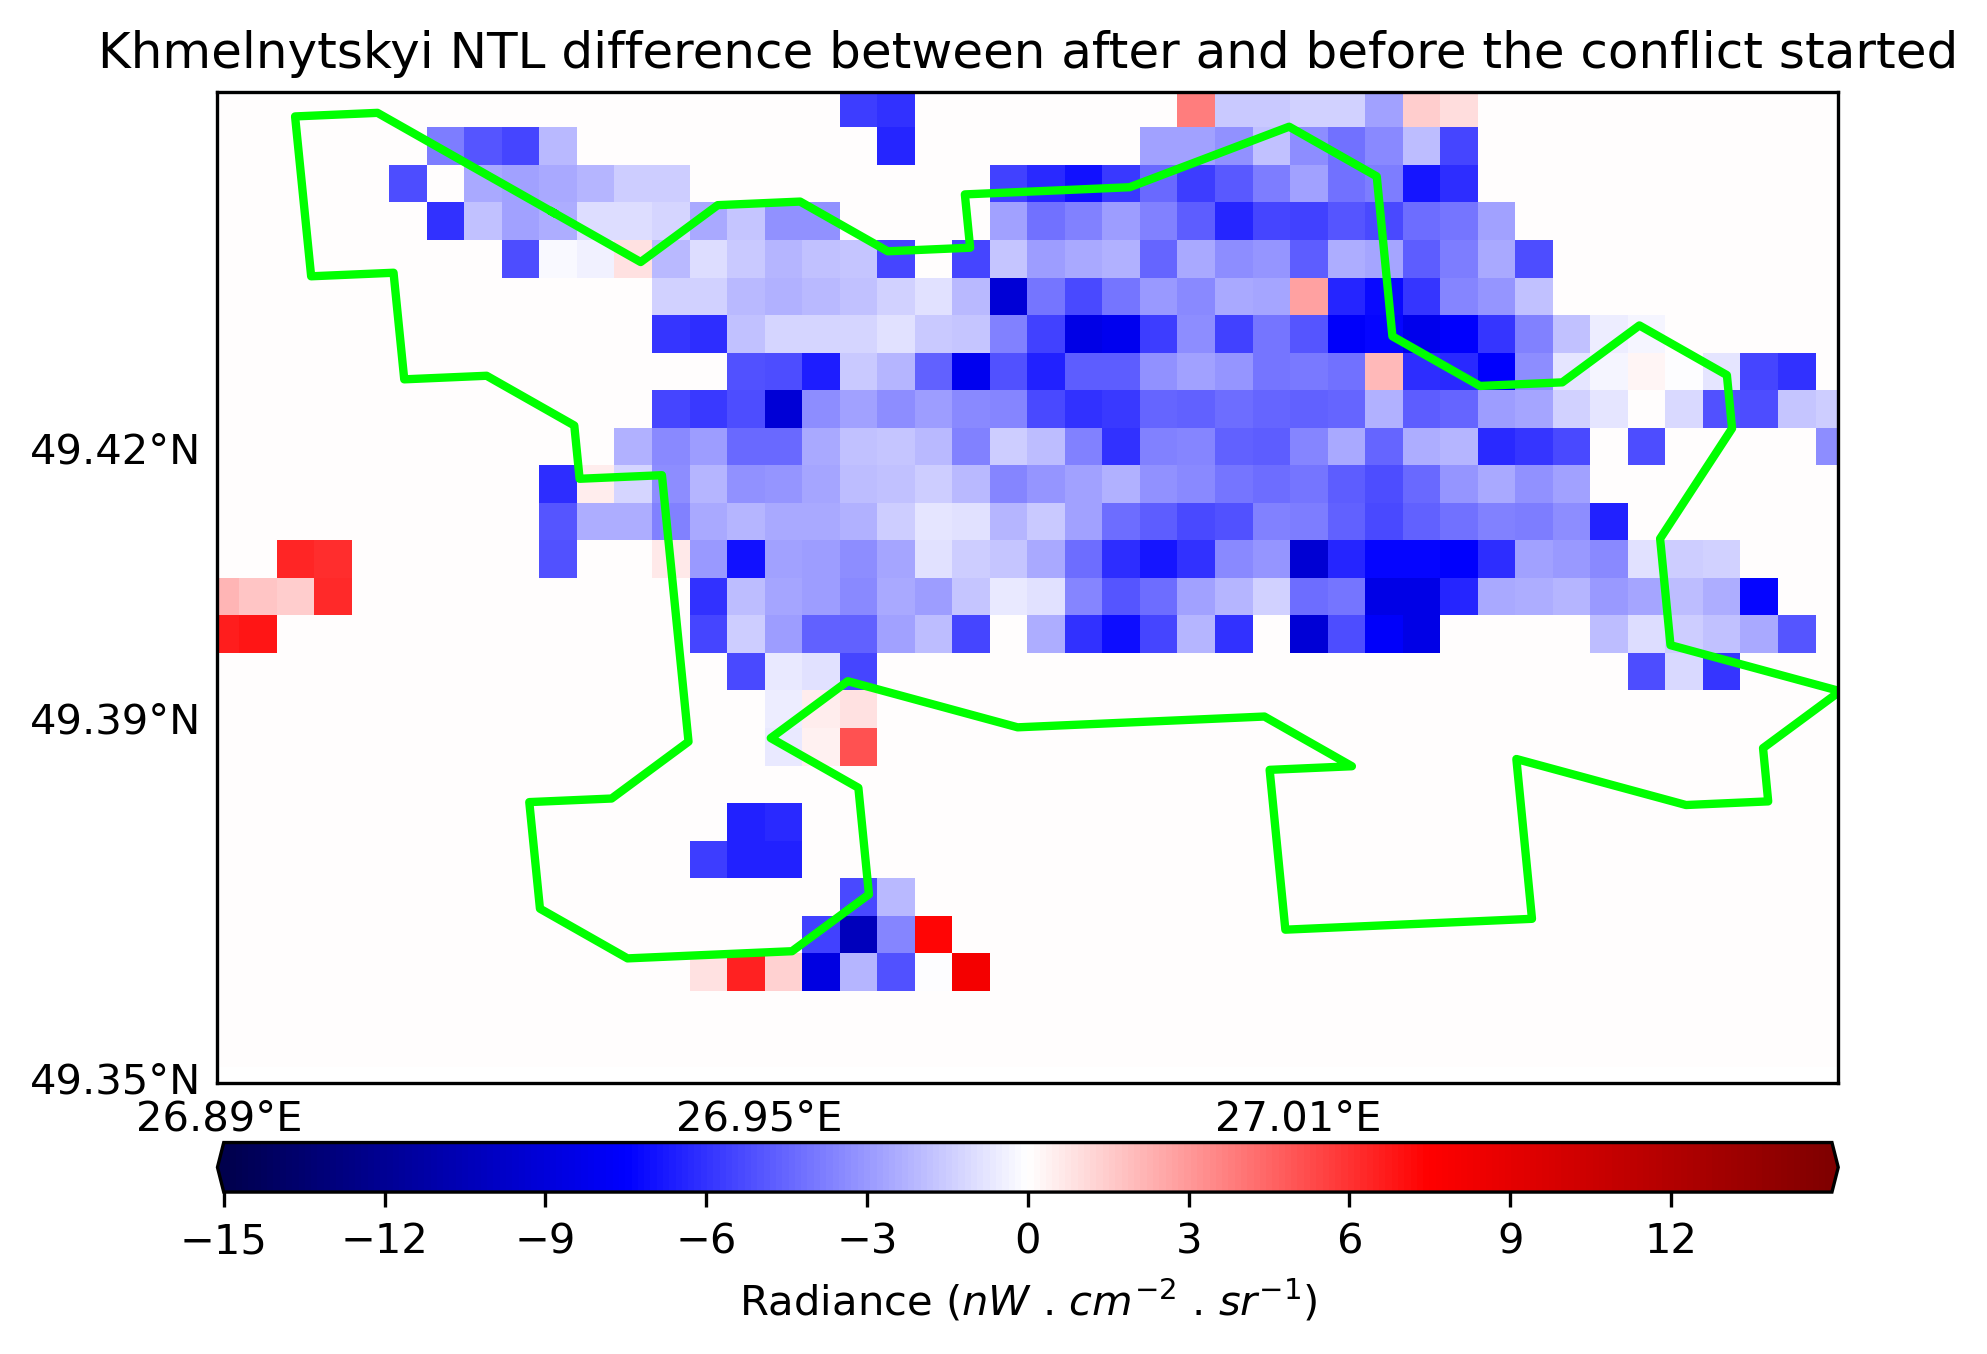 Khmelnytskyi NTL difference between after and before the conflict started
49.42°N
49.39°N
49.35°N
26.89°E 26.95°E 27.01°E
−15 −12 −9 −6 −3 0 3 6 9 12
Radiance (nW . cm⁻² . sr⁻¹)